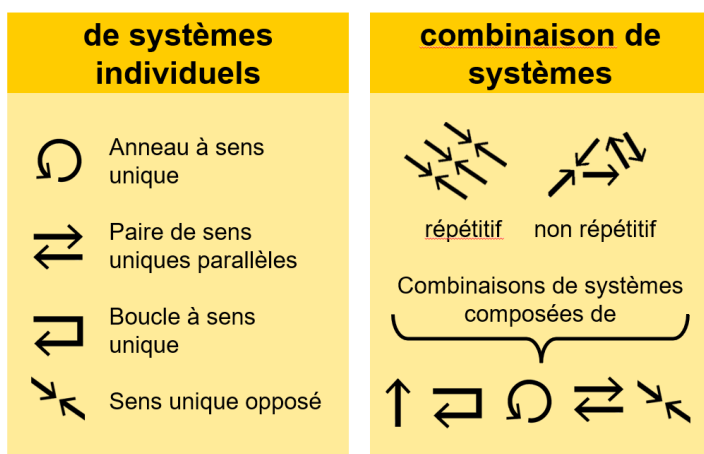 de systèmes
individuels
Anneau à sens
unique
Paire de sens
uniques parallèles
Boucle à sens
unique
Sens unique opposé
combinaison de
systèmes
répétitif
non répétitif
Combinaisons de systèmes
composées de